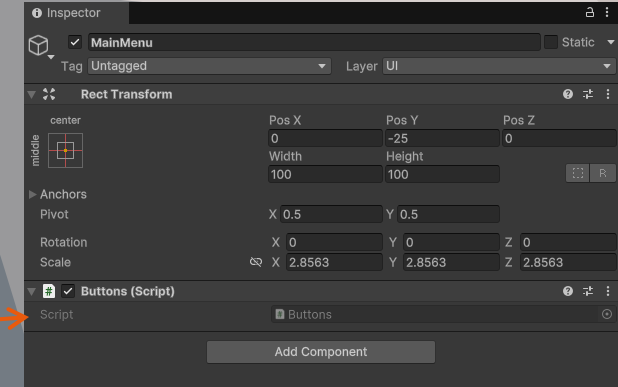 Inspector
MainMenu
Static
Tag Untagged Layer UI
Rect Transform
center
middle
Pos X Pos Y Pos Z
0 -25 0
Width Height
100 100
R
Anchors
Pivot X 0.5 Y 0.5
Rotation X 0 Y 0 Z 0
Scale X 2.8563 Y 2.8563 Z 2.8563
# Buttons (Script)
Script Buttons
Add Component